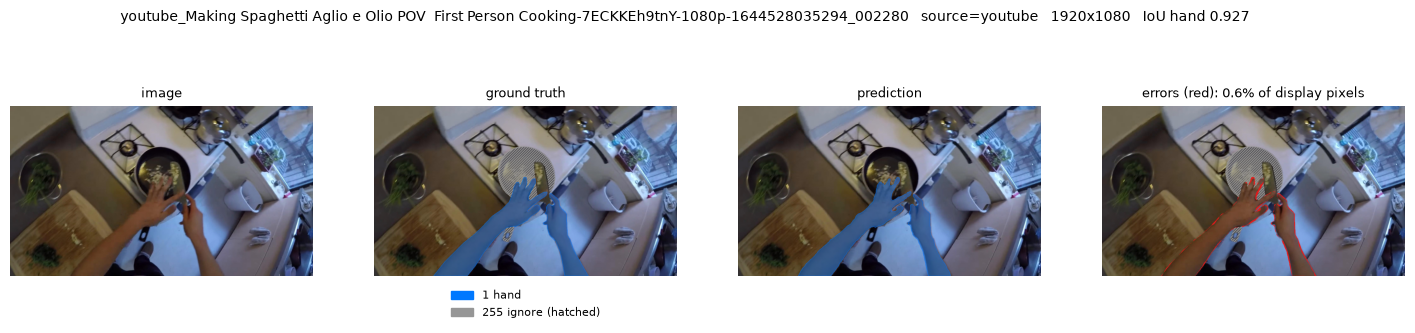 youtube_Making Spaghetti Aglio e Olio POV  First Person Cooking-7ECKKEh9tnY-1080p-1644528035294_002280   source=youtube   1920x1080   IoU hand 0.927
image
ground truth
prediction
errors (red): 0.6% of display pixels
1 hand
255 ignore (hatched)